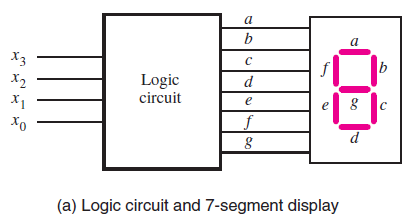 x3
x2
x1
x0
Logic
circuit
a
b
c
d
e
f
g
a
f
b
g
e
c
d
(a) Logic circuit and 7-segment display